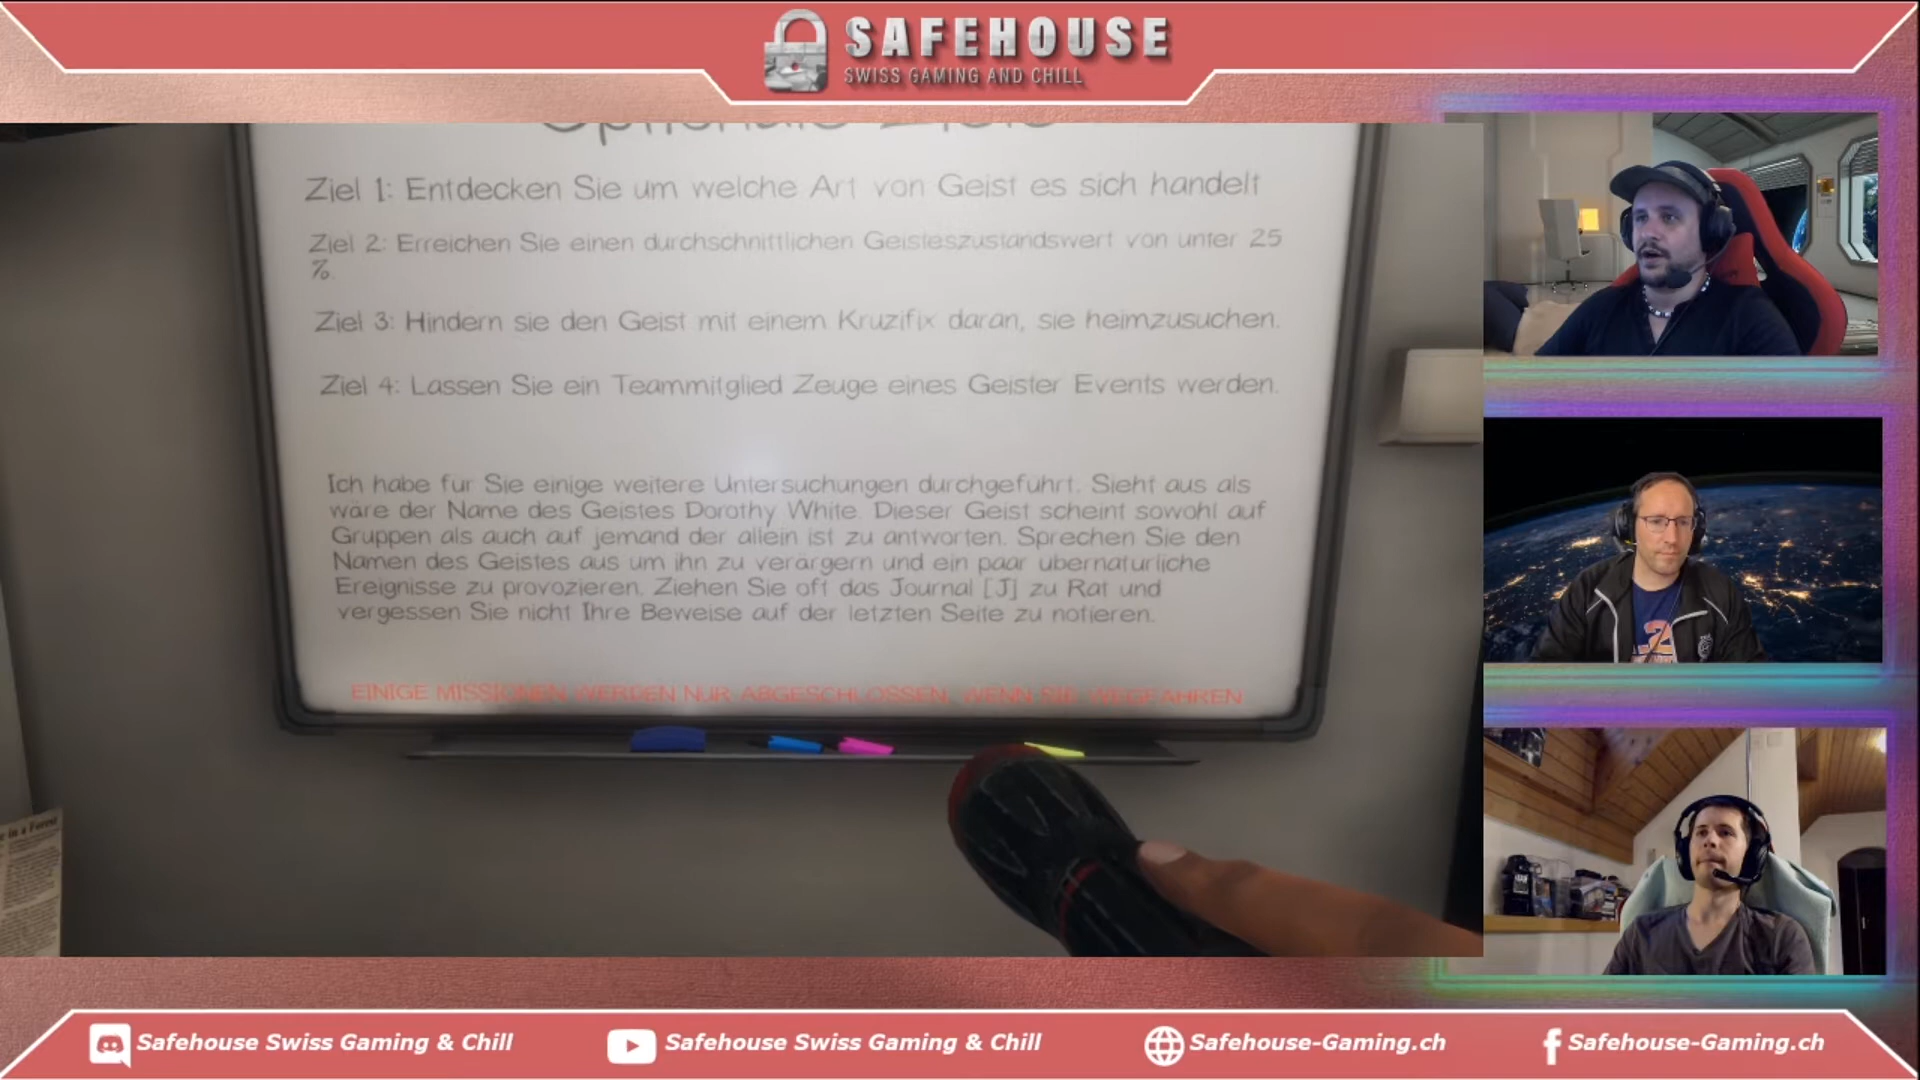 SAFEHOUSE
SWISS GAMING AND CHILL
Optionale Ziele
Ziel 1: Entdecken Sie um welche Art von Geist es sich handelt
Ziel 2: Erreichen Sie einen durchschnittlichen Geisteszustandswert von unter 25
%.
Ziel 3: Hindern sie den Geist mit einem Kruzifix daran, sie heimzusuchen.
Ziel 4: Lassen Sie ein Teammitglied Zeuge eines Geister Events werden.
Ich habe fur Sie einige weitere Untersuchungen durchgefuhrt. Sieht aus als
wäre der Name des Geistes Dorothy White. Dieser Geist scheint sowohl auf
Gruppen als auch auf jemand der allein ist zu antworten. Sprechen Sie den
Namen des Geistes aus um ihn zu verärgern und ein paar ubernaturliche
Ereignisse zu provozieren. Ziehen Sie oft das Journal [J] zu Rat und
vergessen Sie nicht Ihre Beweise auf der letzten Seite zu notieren.
EINIGE MISSIONEN WERDEN NUR ABGESCHLOSSEN, WENN SIE WEGFAHREN
in a Forest
Safehouse Swiss Gaming & Chill
Safehouse Swiss Gaming & Chill
Safehouse-Gaming.ch
Safehouse-Gaming.ch